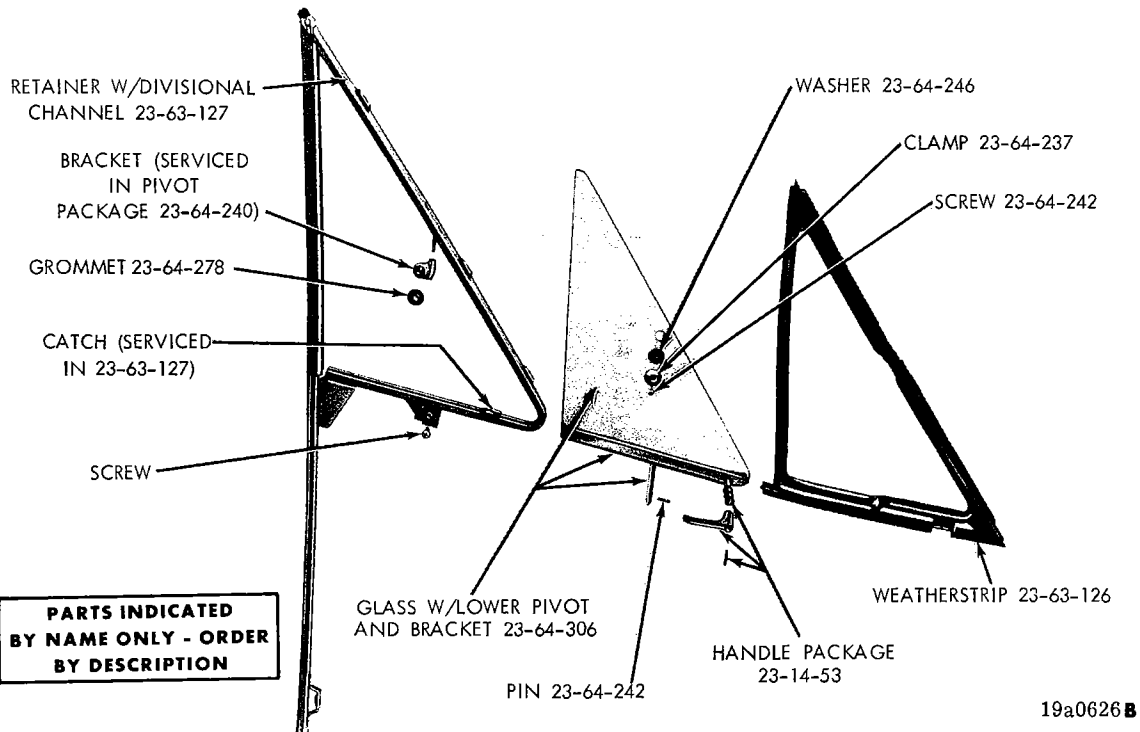 RETAINER W/DIVISIONAL
CHANNEL 23-63-127
BRACKET (SERVICED
IN PIVOT
PACKAGE 23-64-240)
GROMMET 23-64-278
CATCH (SERVICED
IN 23-63-127)
SCREW
WASHER 23-64-246
CLAMP 23-64-237
SCREW 23-64-242
WEATHERSTRIP 23-63-126
GLASS W/LOWER PIVOT
AND BRACKET 23-64-306
HANDLE PACKAGE
23-14-53
PIN 23-64-242
PARTS INDICATED
BY NAME ONLY - ORDER
BY DESCRIPTION
19a0626B